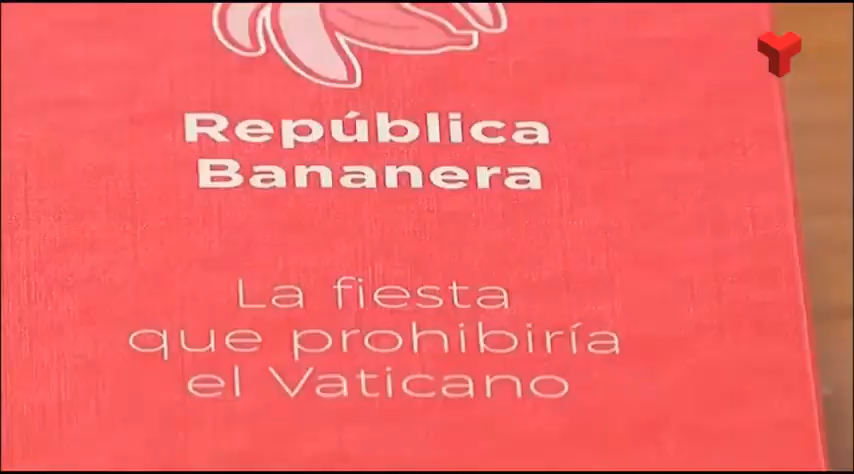 República
Bananera
La fiesta
que prohibiría
el Vaticano